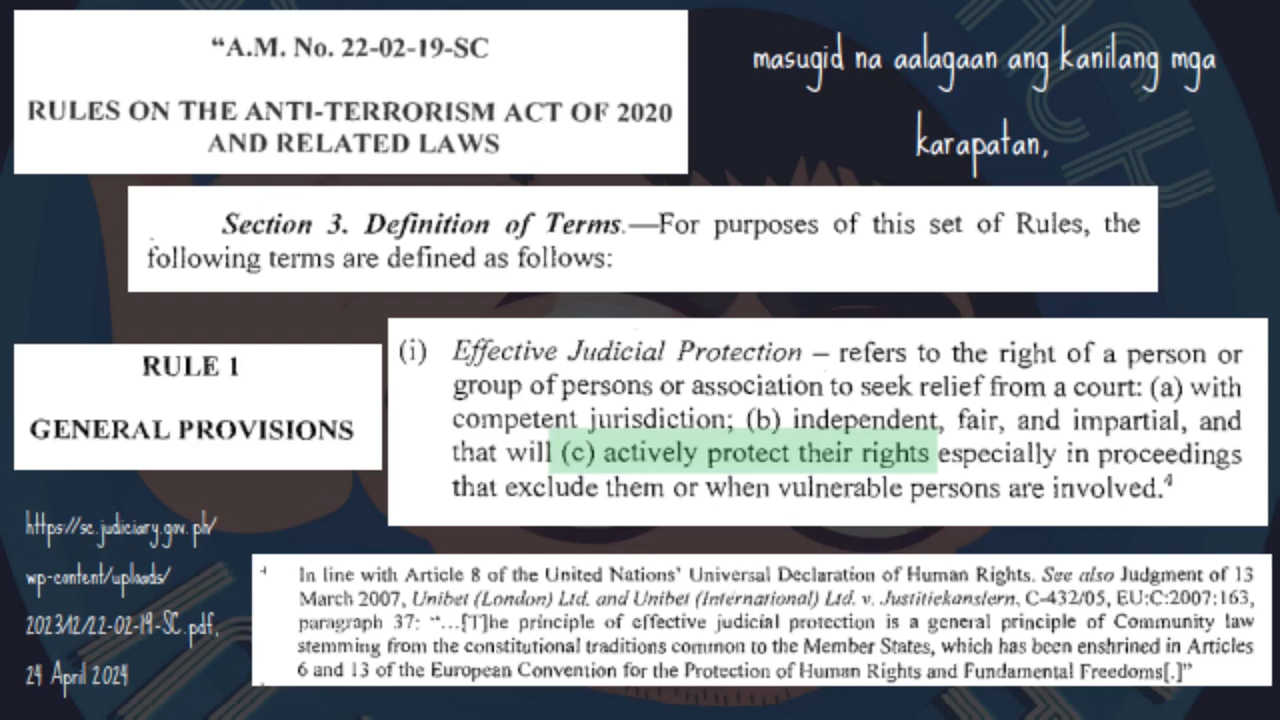 “A.M. No. 22-02-19-SC
RULES ON THE ANTI-TERRORISM ACT OF 2020
AND RELATED LAWS
masugid na aalagaan ang kanilang mga
karapatan,
Section 3. Definition of Terms.—For purposes of this set of Rules, the
following terms are defined as follows:
RULE 1
GENERAL PROVISIONS
(i) Effective Judicial Protection – refers to the right of a person or
group of persons or association to seek relief from a court: (a) with
competent jurisdiction; (b) independent, fair, and impartial, and
that will (c) actively protect their rights especially in proceedings
that exclude them or when vulnerable persons are involved.⁴
https://sc.judiciary.gov.ph/
wp-content/uploads/
2023/12/22-02-19-SC.pdf,
24 April 2024
4 In line with Article 8 of the United Nations’ Universal Declaration of Human Rights. See also Judgment of 13
March 2007, Unibet (London) Ltd. and Unibet (International) Ltd. v. Justitiekanslern, C-432/05, EU:C:2007:163,
paragraph 37: “…[T]he principle of effective judicial protection is a general principle of Community law
stemming from the constitutional traditions common to the Member States, which has been enshrined in Articles
6 and 13 of the European Convention for the Protection of Human Rights and Fundamental Freedoms[.]”